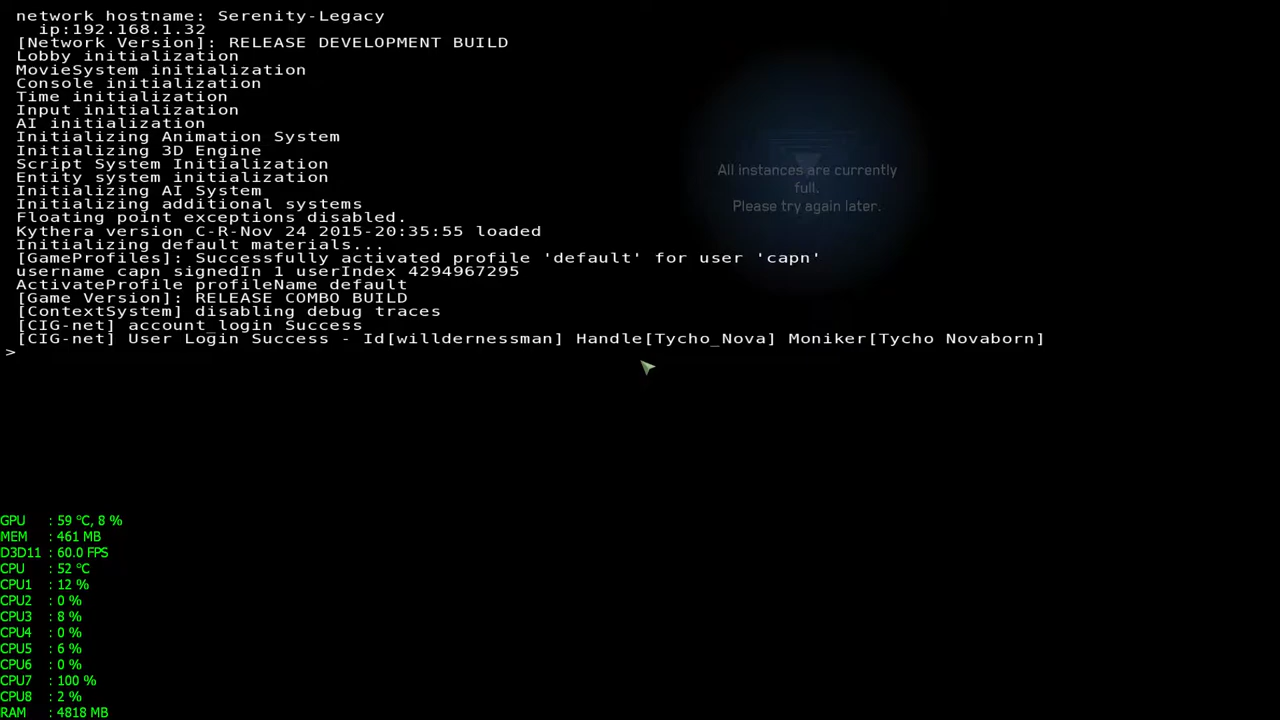 network hostname: Serenity-Legacy
ip:192.168.1.32
[Network Version]: RELEASE DEVELOPMENT BUILD
Lobby initialization
MovieSystem initialization
Console initialization
Time initialization
Input initialization
AI initialization
Initializing Animation System
Initializing 3D Engine
Script System Initialization
Entity system initialization
Initializing AI System
Initializing additional systems
Floating point exceptions disabled.
Kythera version C-R-Nov 24 2015-20:35:55 loaded
Initializing default materials...
[GameProfiles]: Successfully activated profile 'default' for user 'capn'
username capn signedIn 1 userIndex 4294967295
ActivateProfile profileName default
[Game Version]: RELEASE COMBO BUILD
[ContextSystem] disabling debug traces
[CIG-net] account_login Success
[CIG-net] User Login Success - Id[willdernessman] Handle[Tycho_Nova] Moniker[Tycho Novaborn]
>
All instances are currently
full.
Please try again later.
GPU : 59 °C, 8 %
MEM : 461 MB
D3D11 : 60.0 FPS
CPU : 52 °C
CPU1 : 12 %
CPU2 : 0 %
CPU3 : 8 %
CPU4 : 0 %
CPU5 : 6 %
CPU6 : 0 %
CPU7 : 100 %
CPU8 : 2 %
RAM : 4818 MB